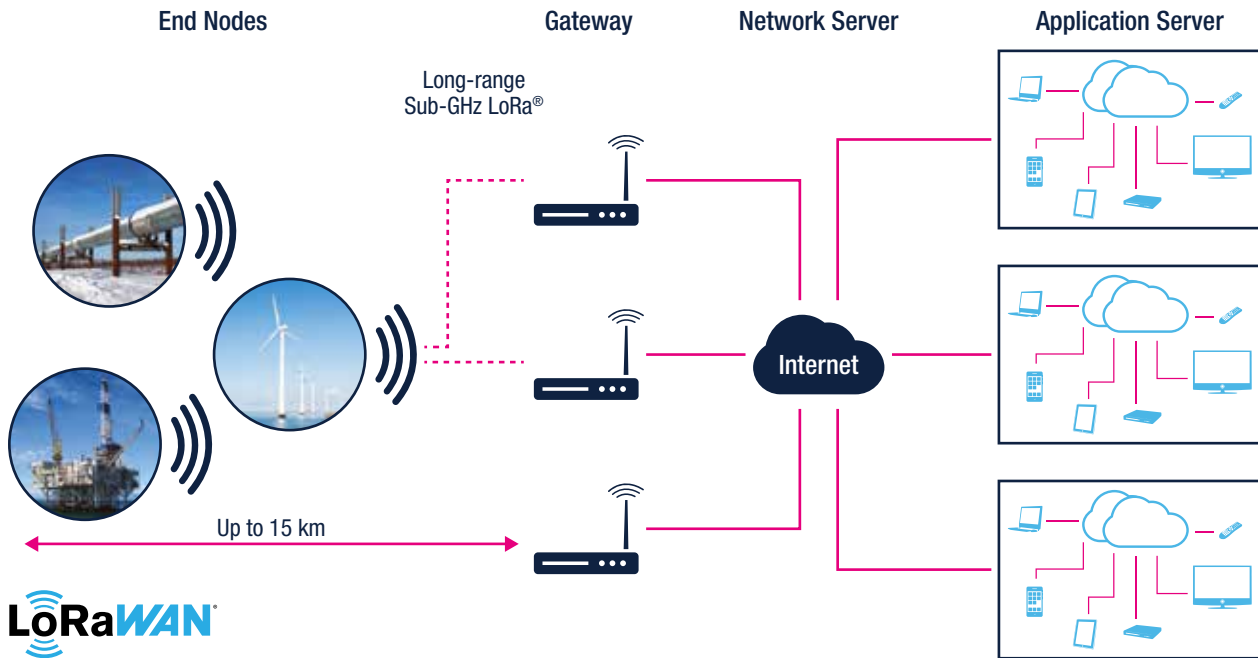 End Nodes
Gateway
Network Server
Application Server
Long-range
Sub-GHz LoRa®
Internet
Up to 15 km
LoRaWAN®